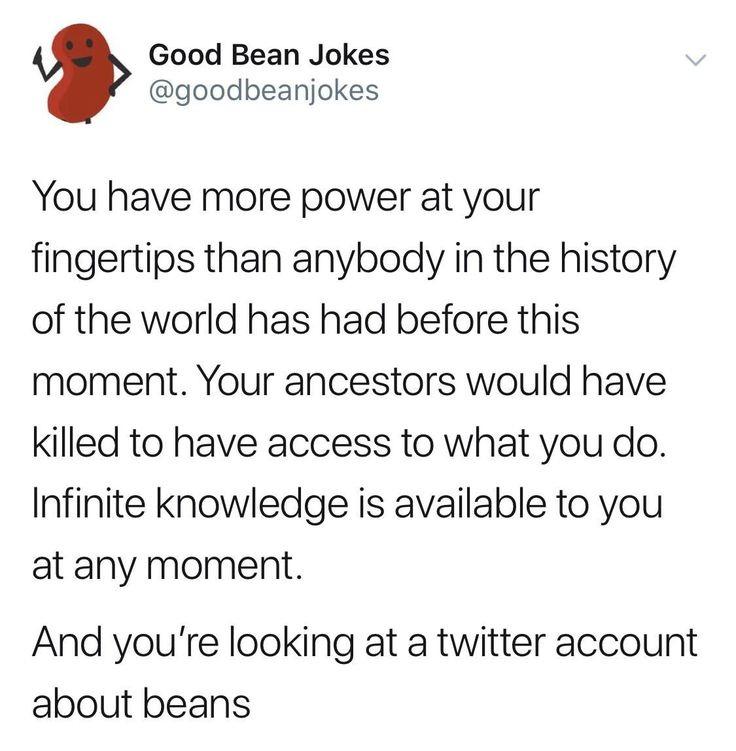 Good Bean Jokes
@goodbeanjokes
You have more power at your
fingertips than anybody in the history
of the world has had before this
moment. Your ancestors would have
killed to have access to what you do.
Infinite knowledge is available to you
at any moment.
And you're looking at a twitter account
about beans